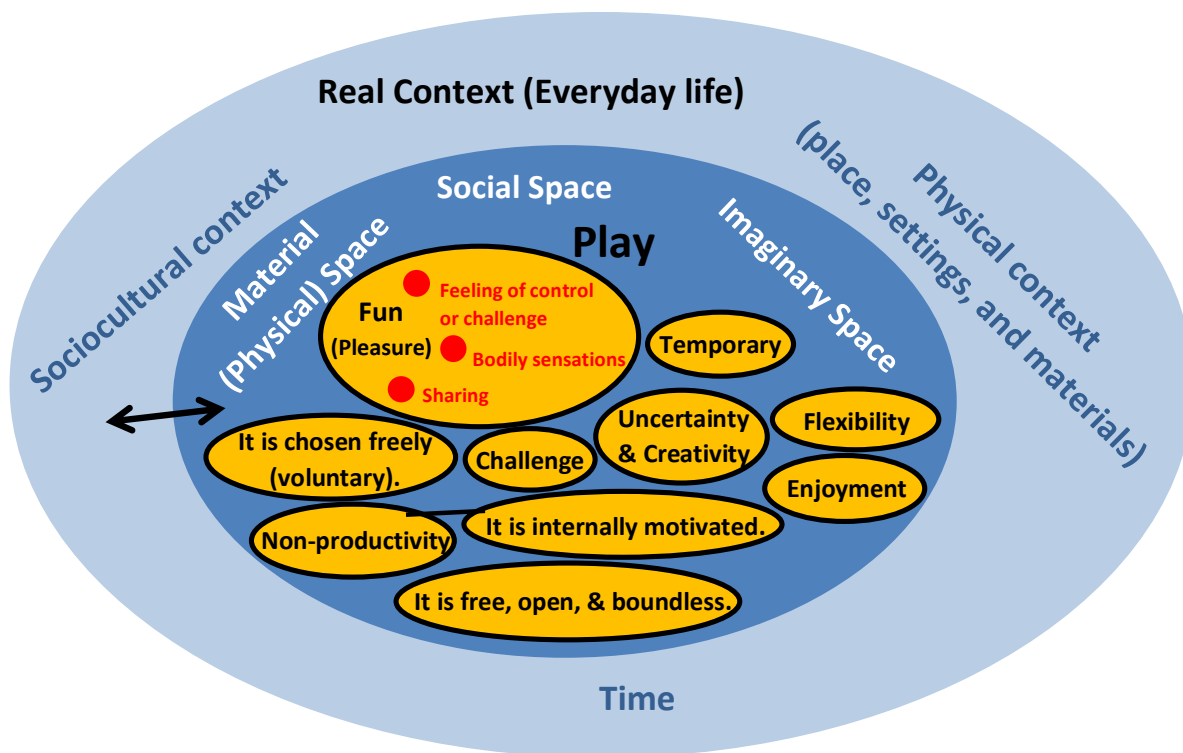 Real Context (Everyday life)
Sociocultural context
Physical context
(place, settings, and materials)
Social Space
Material
(Physical) Space
Imaginary Space
Play
Fun
(Pleasure)
Feeling of control
or challenge
Bodily sensations
Sharing
Temporary
It is chosen freely
(voluntary).
Challenge
Uncertainty
& Creativity
Flexibility
Enjoyment
Non-productivity
It is internally motivated.
It is free, open, & boundless.
Time